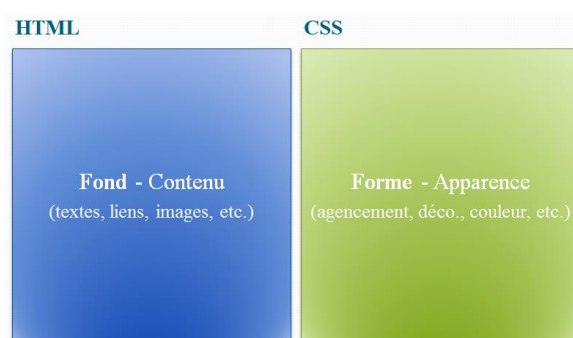 HTML
Fond - Contenu
(textes, liens, images, etc.)
CSS
Forme - Apparence
(agencement, déco., couleur, etc.)